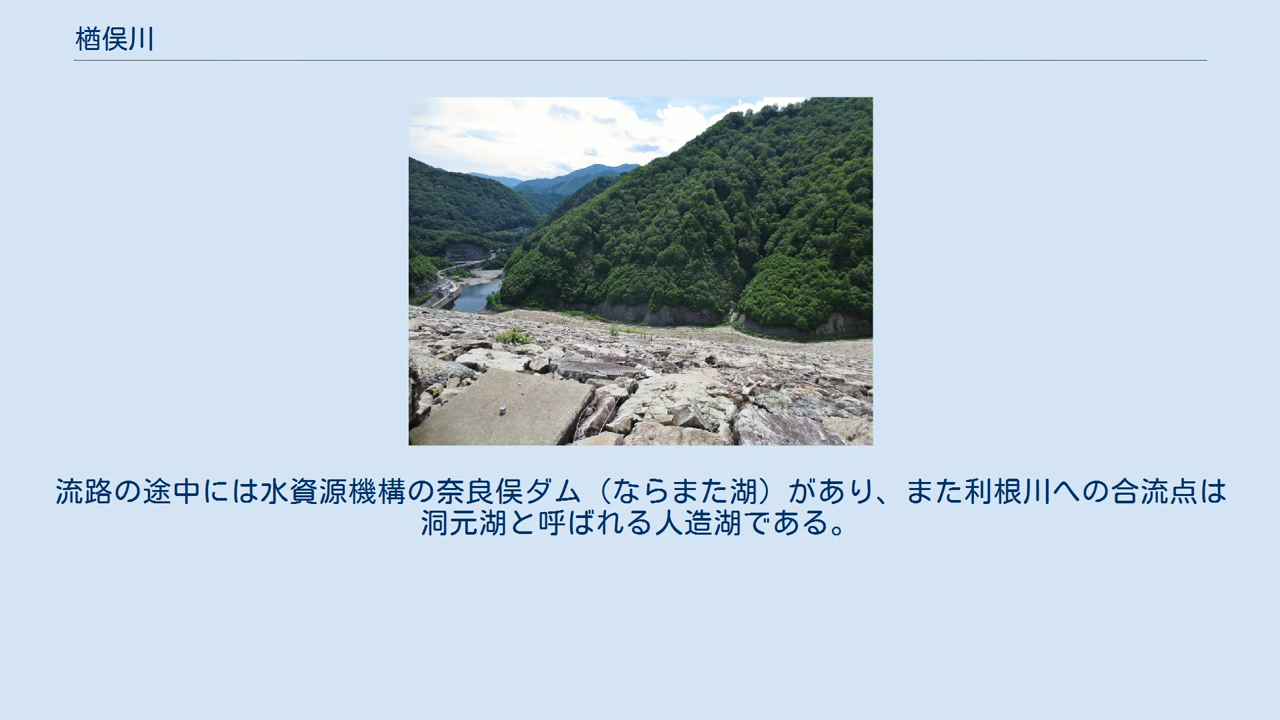 楢俣川
流路の途中には水資源機構の奈良俣ダム（ならまた湖）があり、また利根川への合流点は
洞元湖と呼ばれる人造湖である。